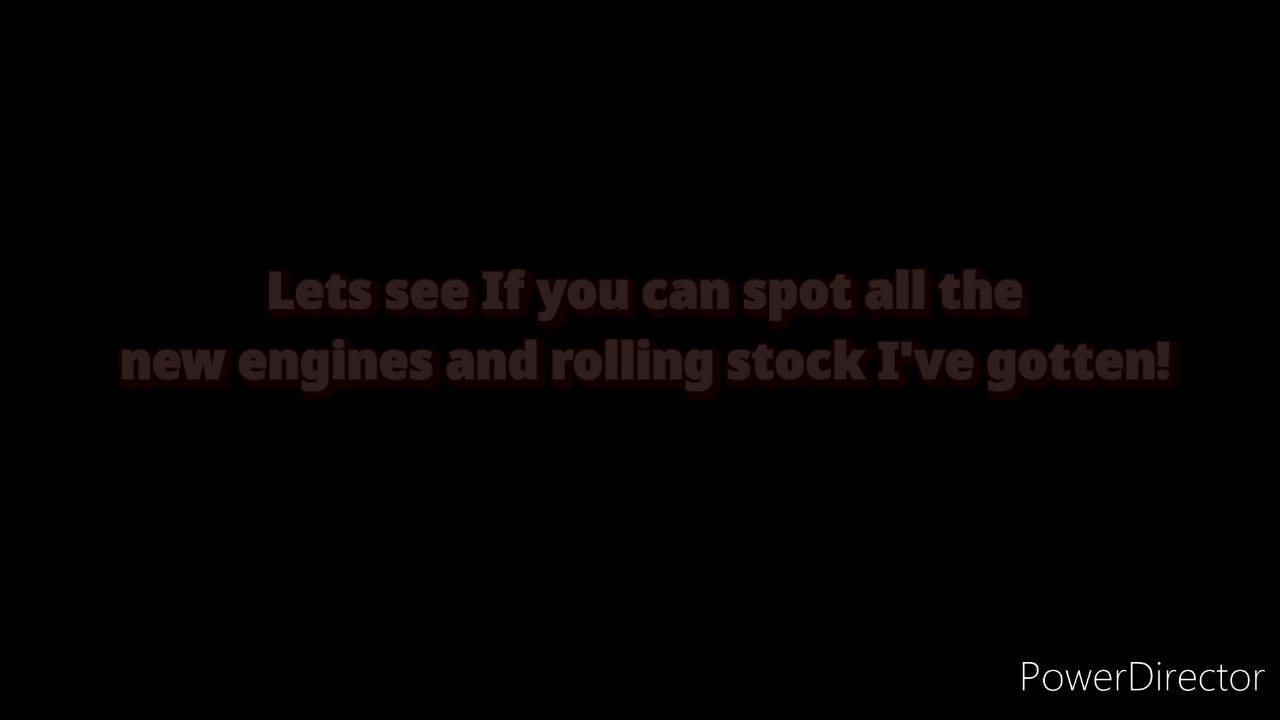 Lets see If you can spot all the
new engines and rolling stock I've gotten!
PowerDirector